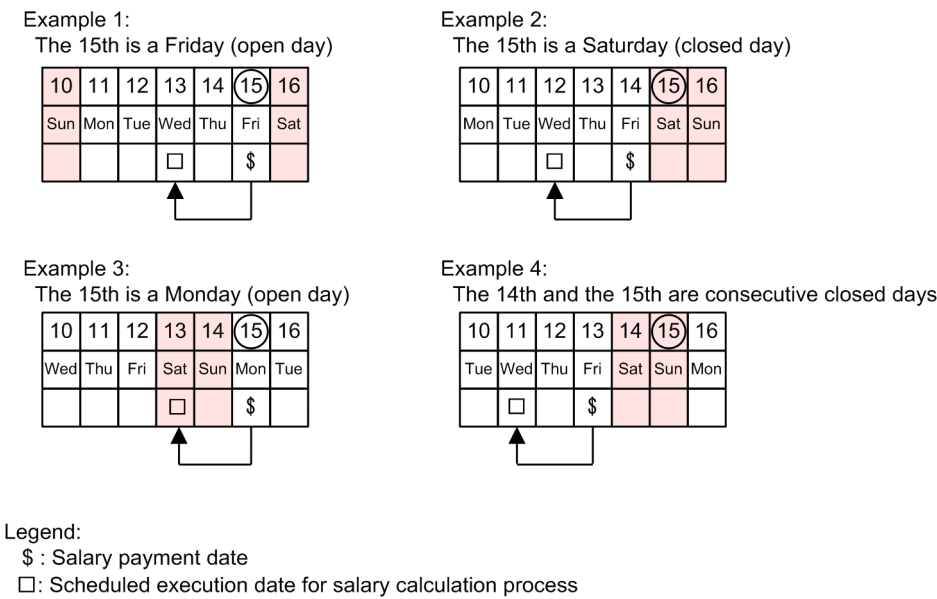 Example 1:
The 15th is a Friday (open day)
10 11 12 13 14 15 16
Sun Mon Tue Wed Thu Fri Sat
□ $
Example 2:
The 15th is a Saturday (closed day)
10 11 12 13 14 15 16
Mon Tue Wed Thu Fri Sat Sun
□ $
Example 3:
The 15th is a Monday (open day)
10 11 12 13 14 15 16
Wed Thu Fri Sat Sun Mon Tue
□ $
Example 4:
The 14th and the 15th are consecutive closed days
10 11 12 13 14 15 16
Tue Wed Thu Fri Sat Sun Mon
□ $
Legend:
$ : Salary payment date
□: Scheduled execution date for salary calculation process